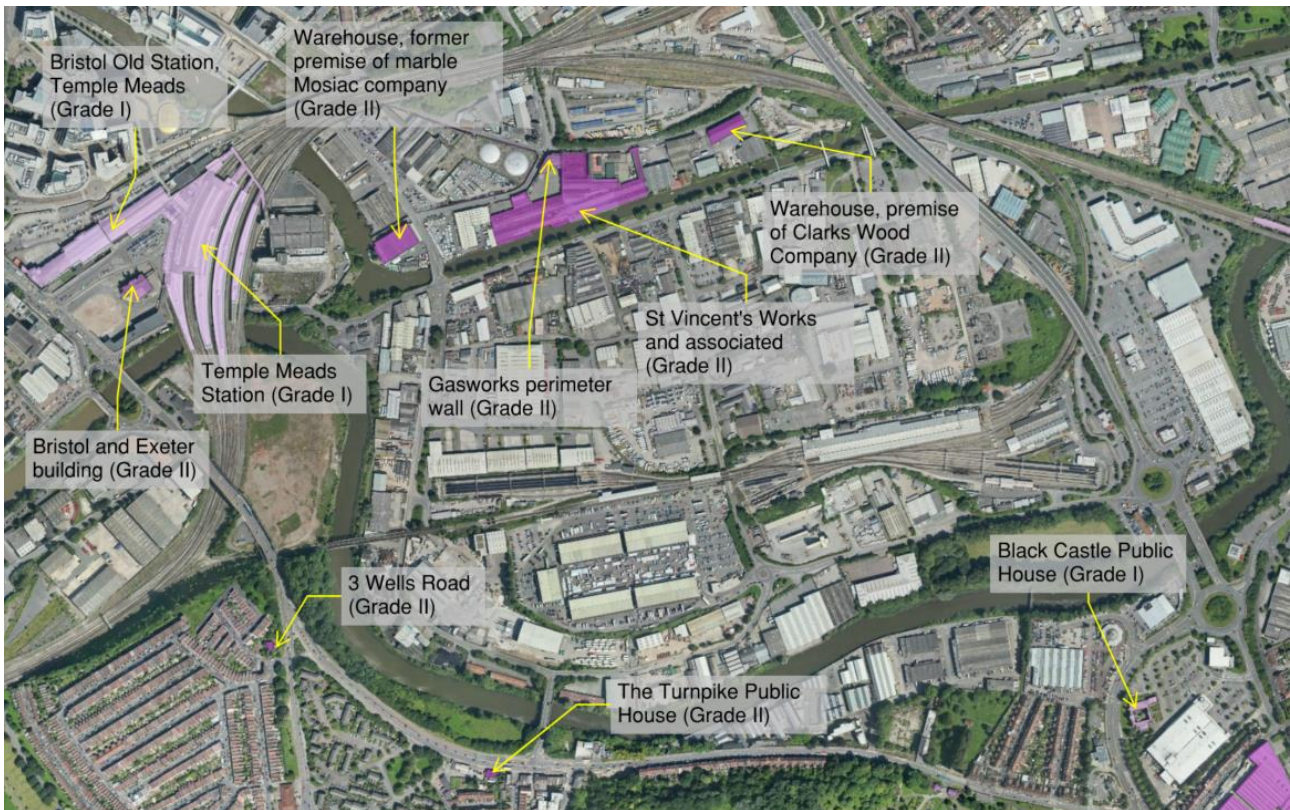 Bristol Old Station,
Temple Meads
(Grade I)
Warehouse, former
premise of marble
Mosiac company
(Grade II)
Warehouse, premise
of Clarks Wood
Company (Grade II)
St Vincent's Works
and associated
(Grade II)
Gasworks perimeter
wall (Grade II)
Temple Meads
Station (Grade I)
Bristol and Exeter
building (Grade II)
3 Wells Road
(Grade II)
Black Castle Public
House (Grade I)
The Turnpike Public
House (Grade II)